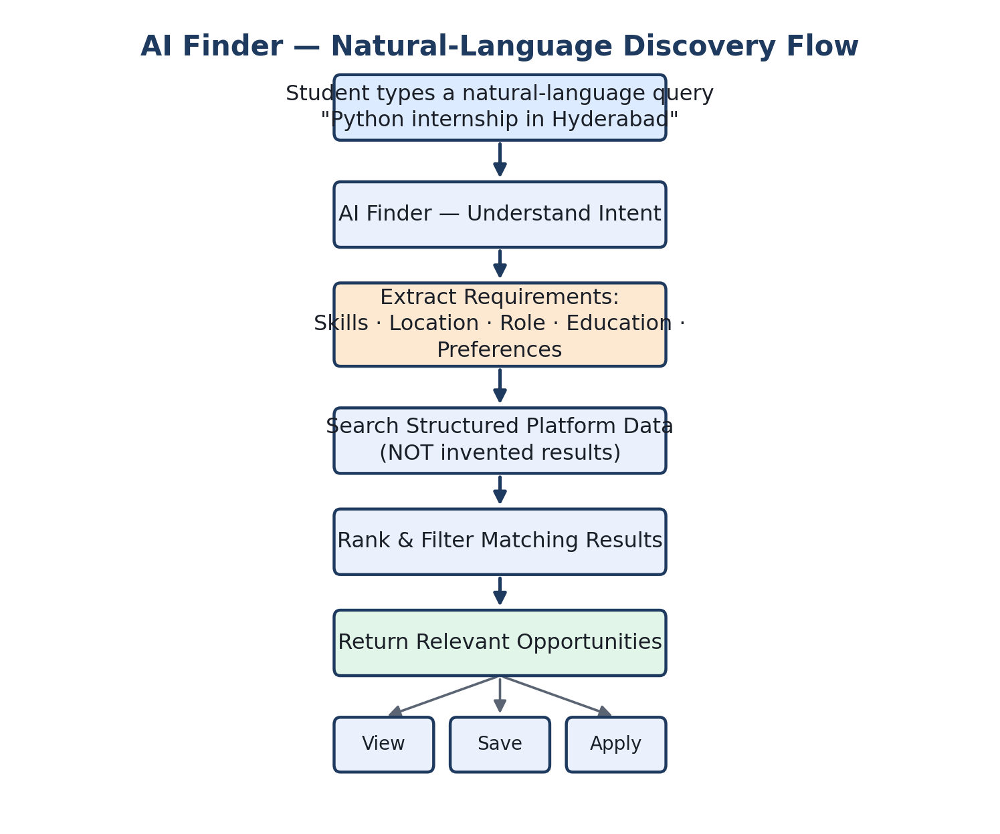 AI Finder — Natural-Language Discovery Flow
Student types a natural-language query
"Python internship in Hyderabad"
AI Finder — Understand Intent
Extract Requirements:
Skills · Location · Role · Education ·
Preferences
Search Structured Platform Data
(NOT invented results)
Rank & Filter Matching Results
Return Relevant Opportunities
View
Save
Apply